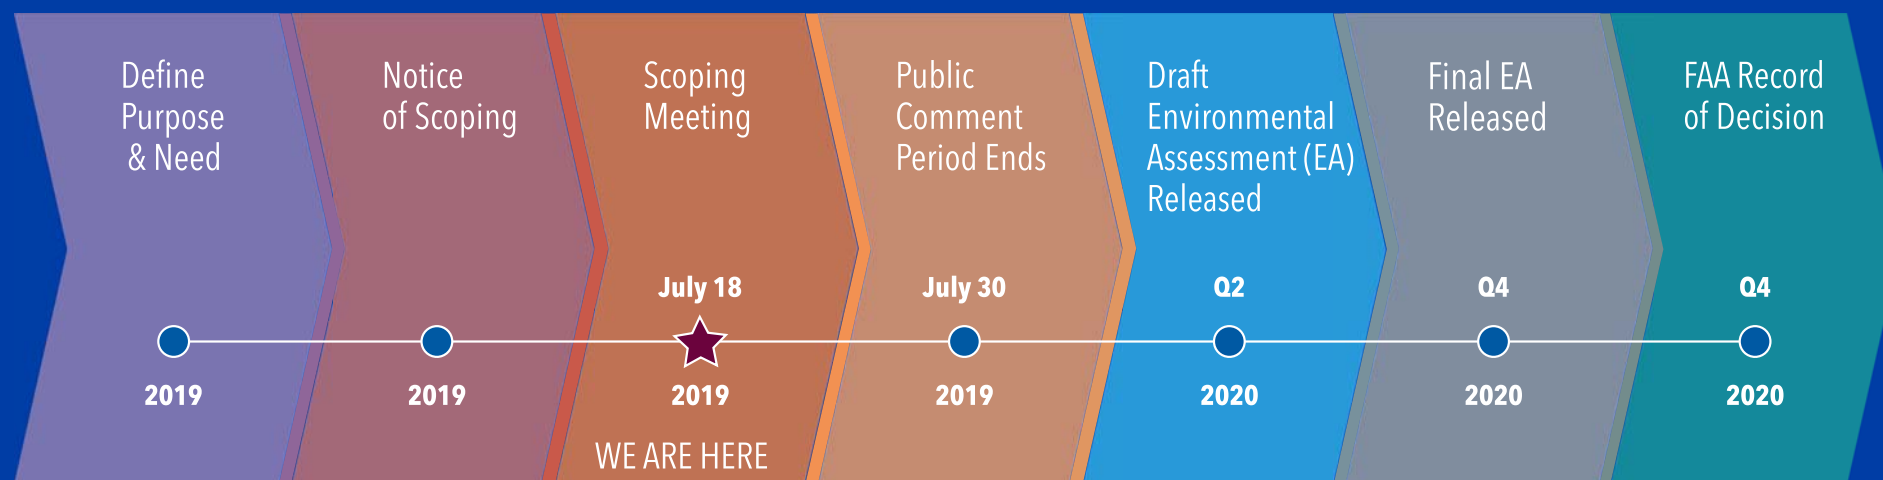 Define
Purpose
& Need
2019
Notice
of Scoping
2019
Scoping
Meeting
July 18
2019
WE ARE HERE
Public
Comment
Period Ends
July 30
2019
Draft
Environmental
Assessment (EA)
Released
Q2
2020
Final EA
Released
Q4
2020
FAA Record
of Decision
Q4
2020